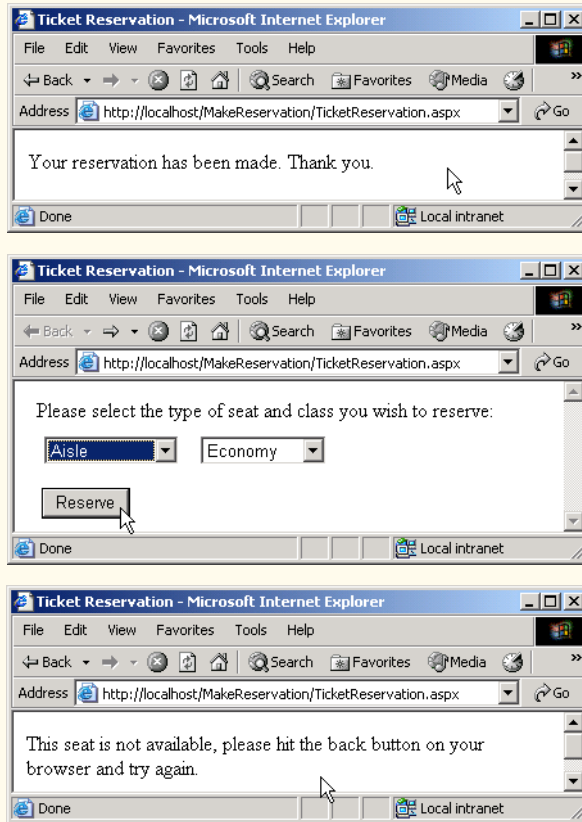 Ticket Reservation - Microsoft Internet Explorer
File Edit View Favorites Tools Help
Back Search Favorites Media »
Address http://localhost/MakeReservation/TicketReservation.aspx Go
Your reservation has been made. Thank you.
Done Local intranet
Ticket Reservation - Microsoft Internet Explorer
File Edit View Favorites Tools Help
Back Search Favorites Media »
Address http://localhost/MakeReservation/TicketReservation.aspx Go
Please select the type of seat and class you wish to reserve:
Aisle Economy
Reserve
Done Local intranet
Ticket Reservation - Microsoft Internet Explorer
File Edit View Favorites Tools Help
Back Search Favorites Media »
Address http://localhost/MakeReservation/TicketReservation.aspx Go
This seat is not available, please hit the back button on your
browser and try again.
Done Local intranet